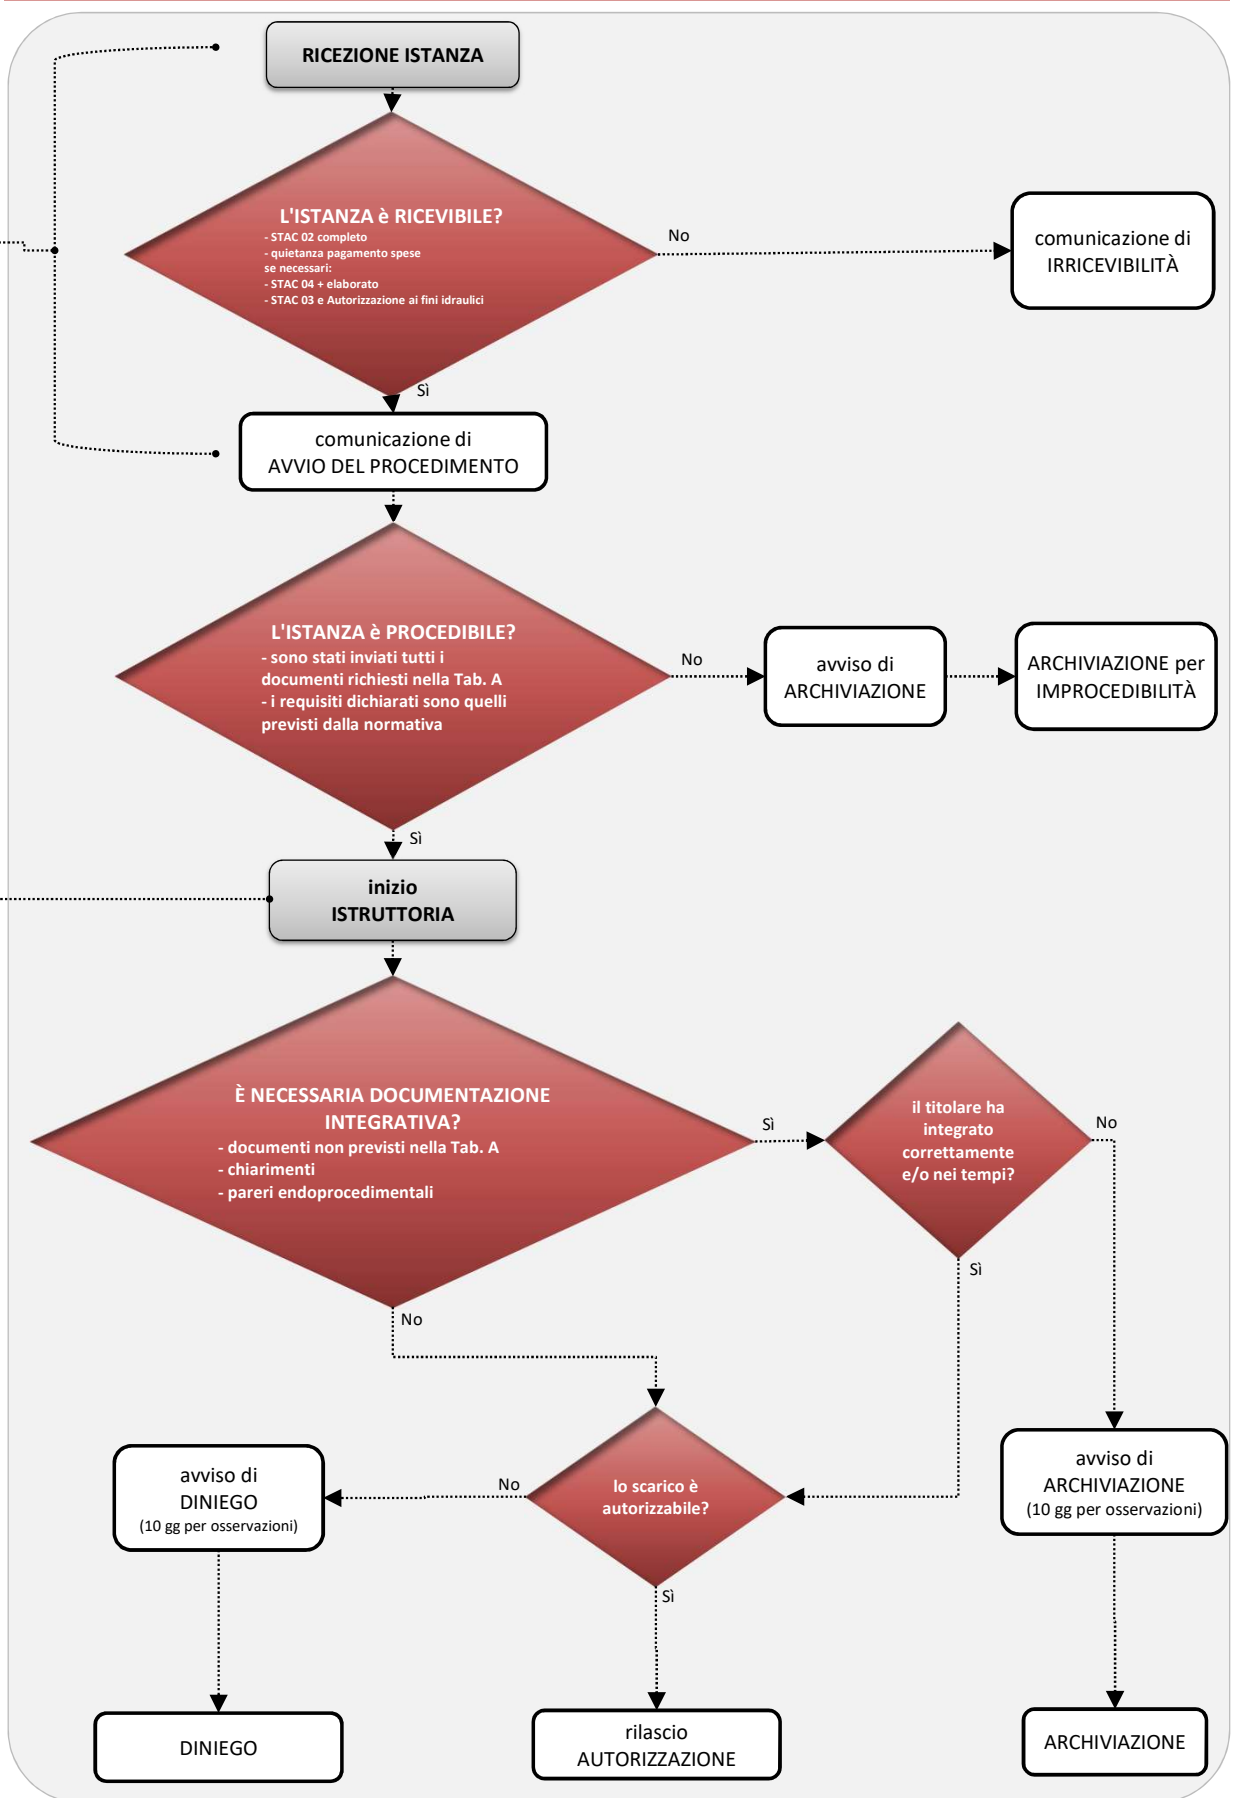 RICEZIONE ISTANZA
L'ISTANZA è RICEVIBILE?
- STAC 02 completo
- quietanza pagamento spese
se necessari:
- STAC 04 + elaborato
- STAC 03 e Autorizzazione ai fini idraulici
No
comunicazione di
IRRICEVIBILITÀ
Sì
comunicazione di
AVVIO DEL PROCEDIMENTO
L'ISTANZA è PROCEDIBILE?
- sono stati inviati tutti i
documenti richiesti nella Tab. A
- i requisiti dichiarati sono quelli
previsti dalla normativa
No
avviso di
ARCHIVIAZIONE
ARCHIVIAZIONE per
IMPROCEDIBILITÀ
Sì
inizio
ISTRUTTORIA
È NECESSARIA DOCUMENTAZIONE
INTEGRATIVA?
- documenti non previsti nella Tab. A
- chiarimenti
- pareri endoprocedimentali
Sì
il titolare ha
integrato
correttamente
e/o nei tempi?
No
Sì
No
avviso di
DINIEGO
(10 gg per osservazioni)
No
lo scarico è
autorizzabile?
avviso di
ARCHIVIAZIONE
(10 gg per osservazioni)
Sì
DINIEGO
rilascio
AUTORIZZAZIONE
ARCHIVIAZIONE